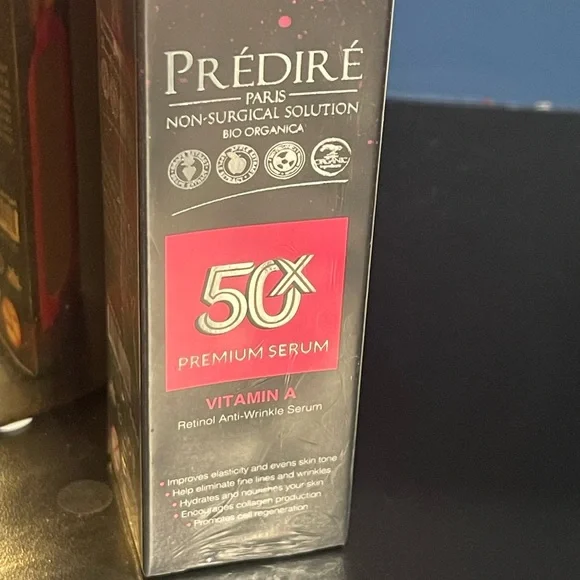 PRÉDIRÉ
PARIS
NON-SURGICAL SOLUTION
BIO ORGANICA
50X
PREMIUM SERUM
VITAMIN A
Retinol Anti-Wrinkle Serum
• Improves elasticity and evens skin tone
• Help eliminate fine lines and wrinkles
• Hydrates and nourishes your skin
• Encourages collagen production
• Promotes cell regeneration